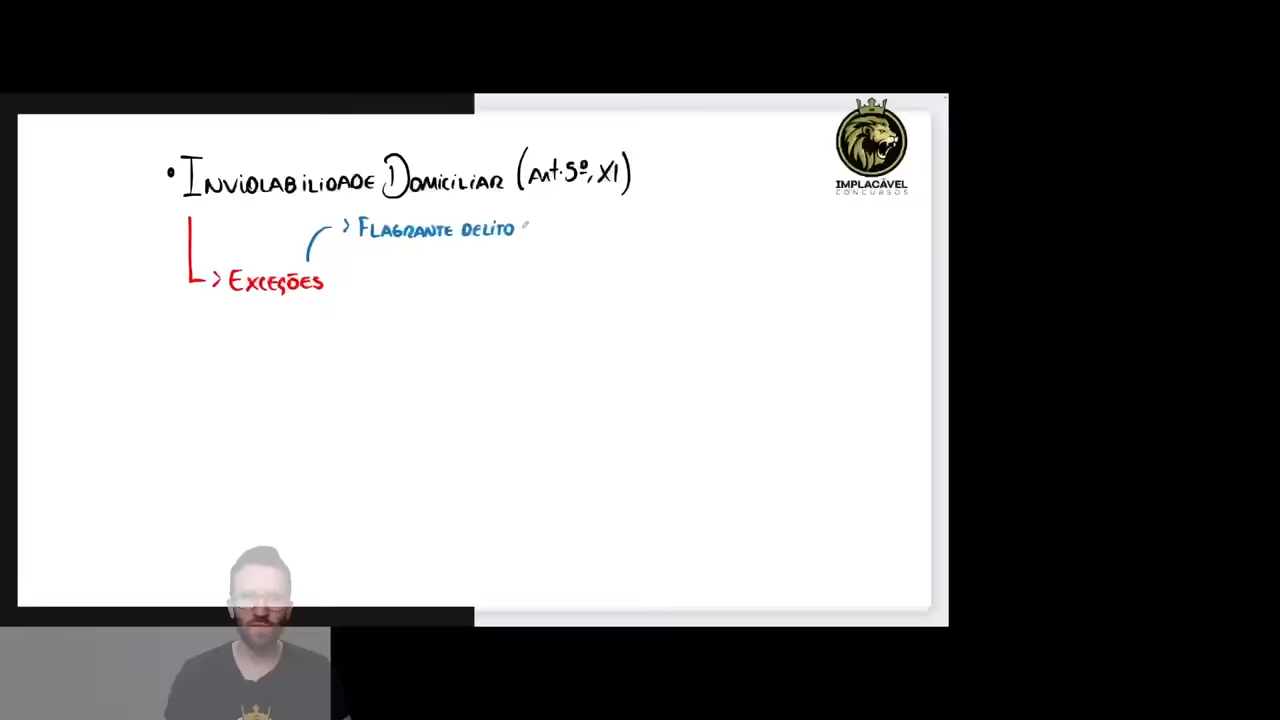 • Inviolabilidade Domiciliar (Art. 5º, XI)
> Flagrante delito
> Exceções
IMPLACÁVEL
CONCURSOS